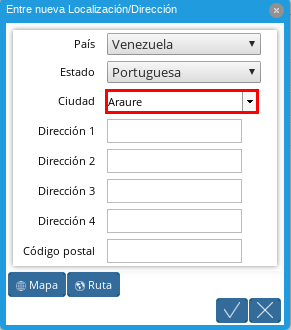 Entre nueva Localización/Dirección
País Venezuela
Estado Portuguesa
Ciudad Araure
Dirección 1
Dirección 2
Dirección 3
Dirección 4
Código postal
Mapa Ruta